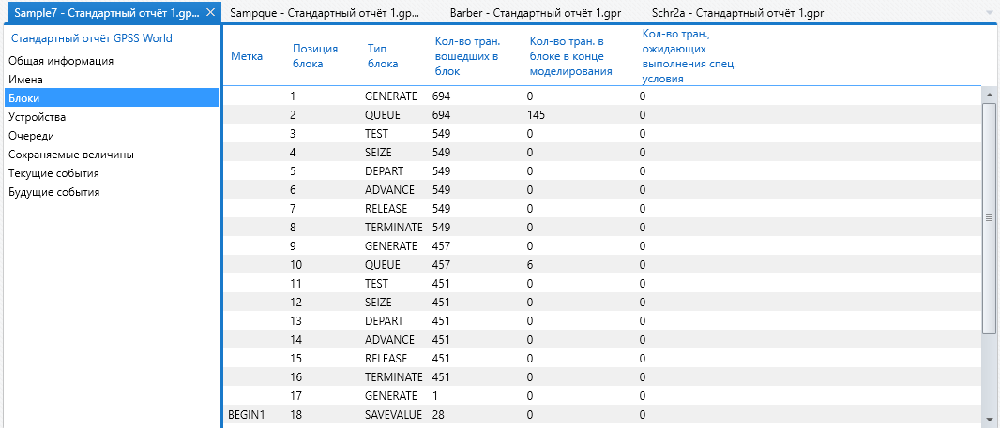 Sample7 - Стандартный отчёт 1.gp... × Sampque - Стандартный отчёт 1.gp... Barber - Стандартный отчёт 1.gpr Schr2a - Стандартный отчёт 1.gpr
Стандартный отчёт GPSS World
Общая информация
Имена
Блоки
Устройства
Очереди
Сохраняемые величины
Текущие события
Будущие события
Метка
Позиция
блока
Тип
блока
Кол-во тран.
вошедших в
блок
Кол-во тран. в
блоке в конце
моделирования
Кол-во тран.,
ожидающих
выполнения спец.
условия
1 GENERATE 694 0 0
2 QUEUE 694 145 0
3 TEST 549 0 0
4 SEIZE 549 0 0
5 DEPART 549 0 0
6 ADVANCE 549 0 0
7 RELEASE 549 0 0
8 TERMINATE 549 0 0
9 GENERATE 457 0 0
10 QUEUE 457 6 0
11 TEST 451 0 0
12 SEIZE 451 0 0
13 DEPART 451 0 0
14 ADVANCE 451 0 0
15 RELEASE 451 0 0
16 TERMINATE 451 0 0
17 GENERATE 1 0 0
BEGIN1 18 SAVEVALUE 28 0 0